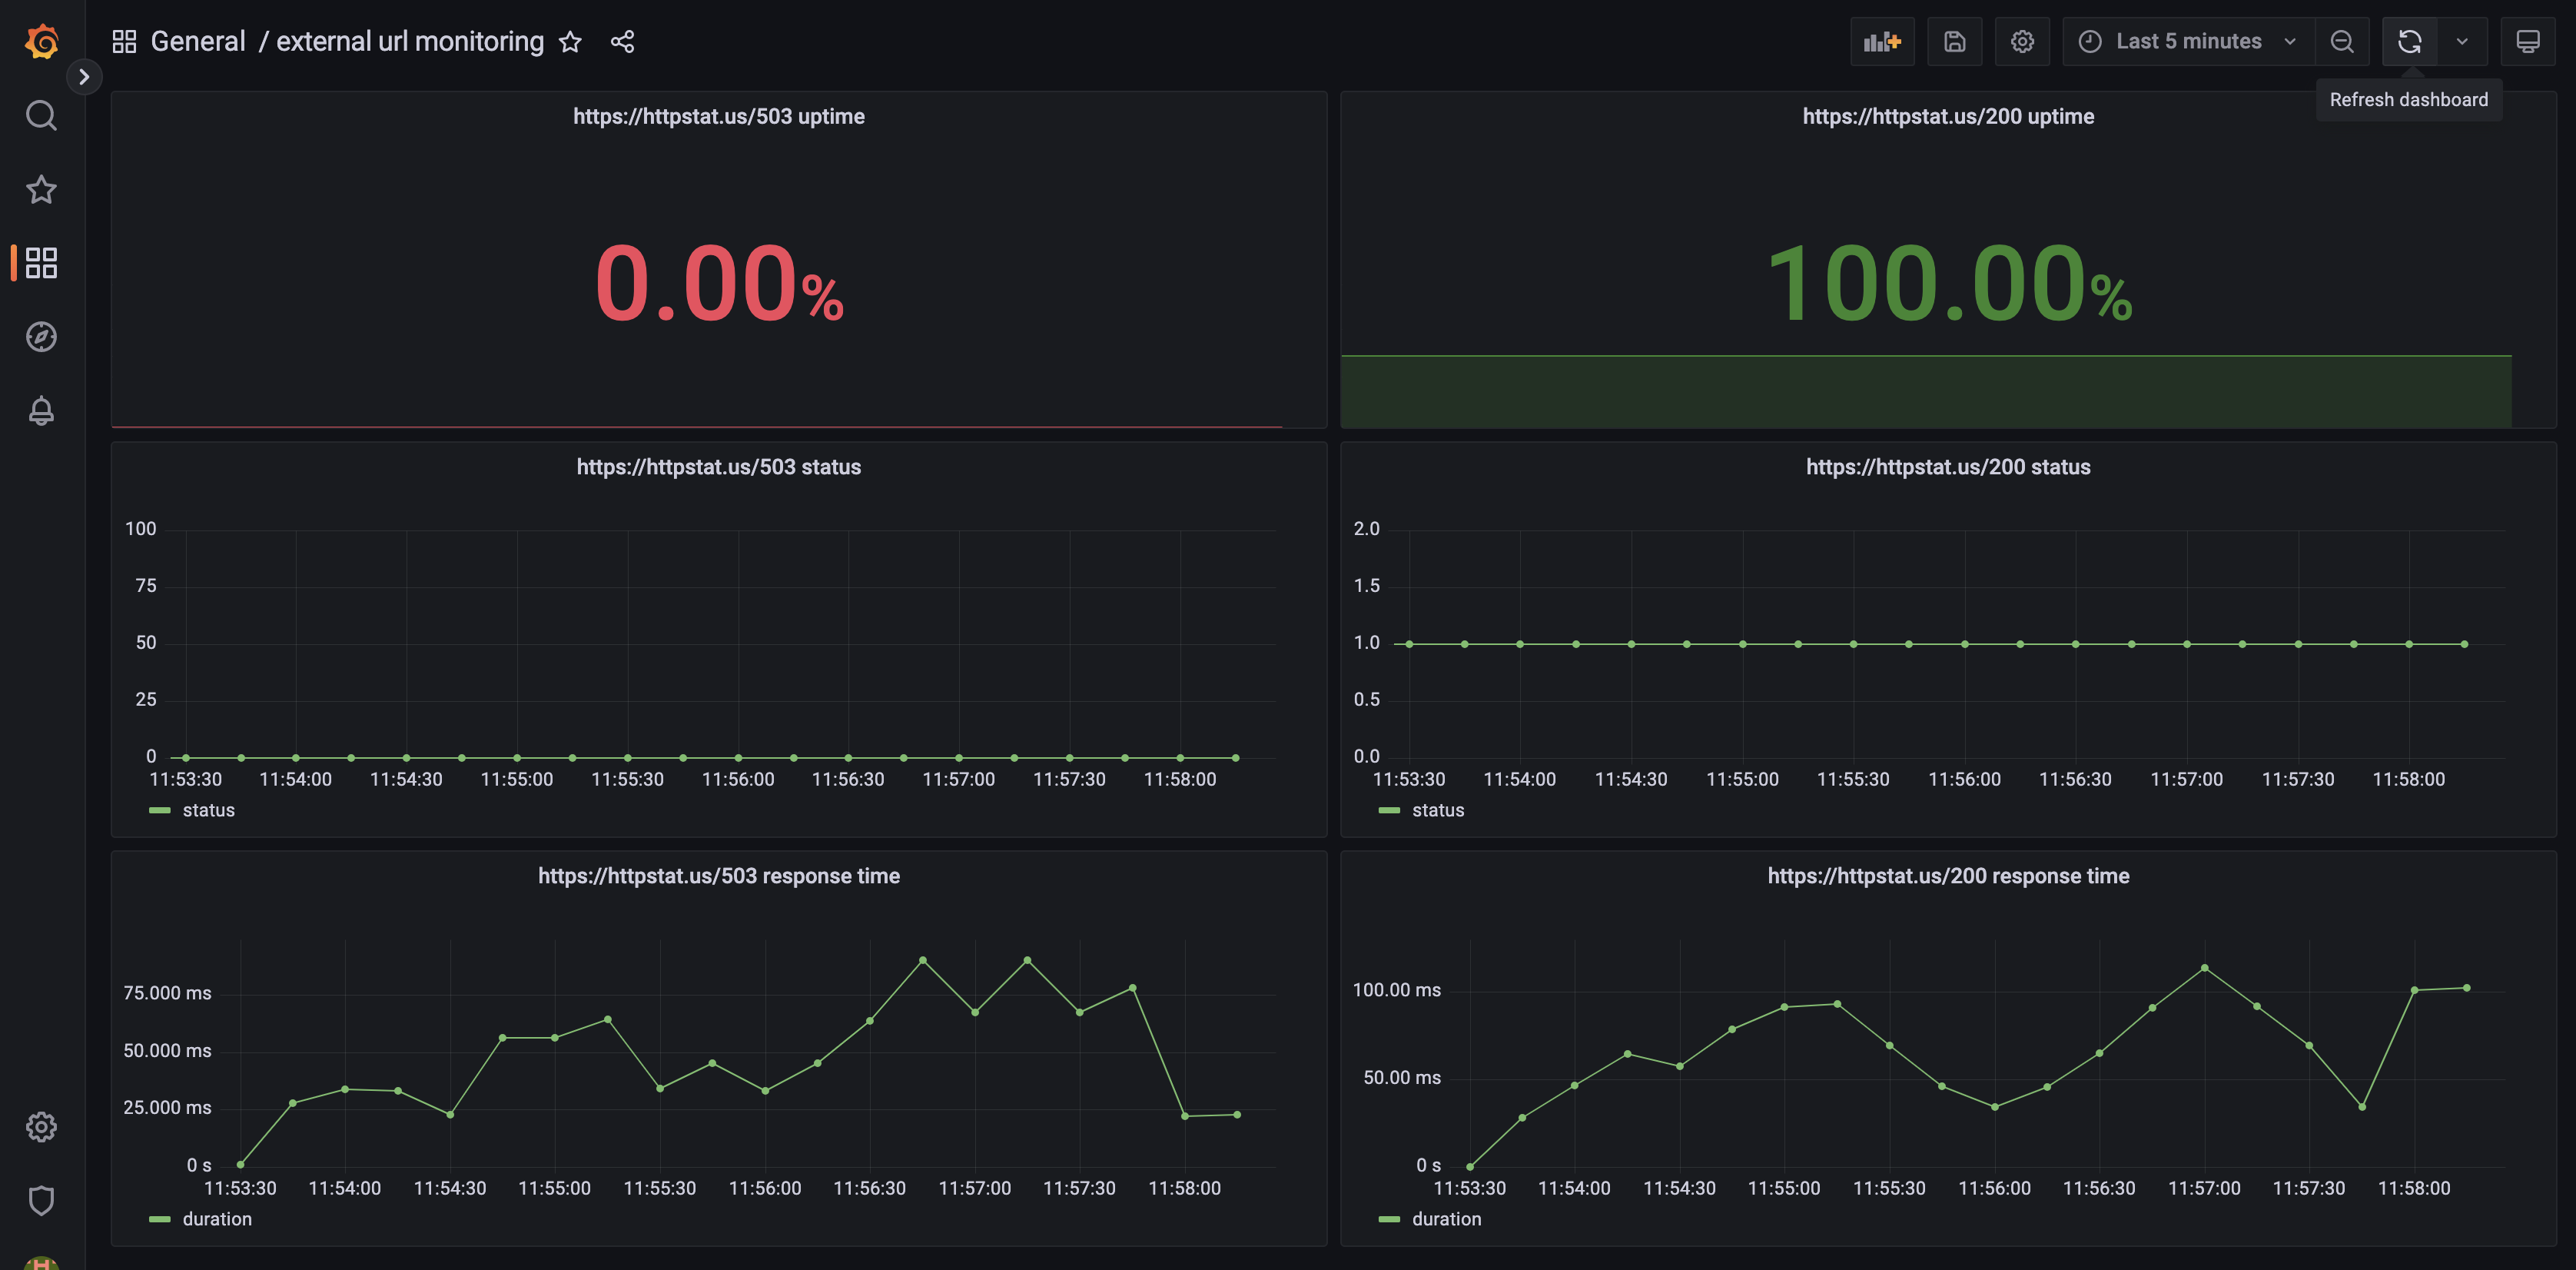 General / external url monitoring
Last 5 minutes
Refresh dashboard
https://httpstat.us/503 uptime
0.00%
https://httpstat.us/200 uptime
100.00%
https://httpstat.us/503 status
100
75
50
25
0
11:53:30 11:54:00 11:54:30 11:55:00 11:55:30 11:56:00 11:56:30 11:57:00 11:57:30 11:58:00
status
https://httpstat.us/200 status
2.0
1.5
1.0
0.5
0.0
11:53:30 11:54:00 11:54:30 11:55:00 11:55:30 11:56:00 11:56:30 11:57:00 11:57:30 11:58:00
status
https://httpstat.us/503 response time
75.000 ms
50.000 ms
25.000 ms
0 s
11:53:30 11:54:00 11:54:30 11:55:00 11:55:30 11:56:00 11:56:30 11:57:00 11:57:30 11:58:00
duration
https://httpstat.us/200 response time
100.00 ms
50.00 ms
0 s
11:53:30 11:54:00 11:54:30 11:55:00 11:55:30 11:56:00 11:56:30 11:57:00 11:57:30 11:58:00
duration